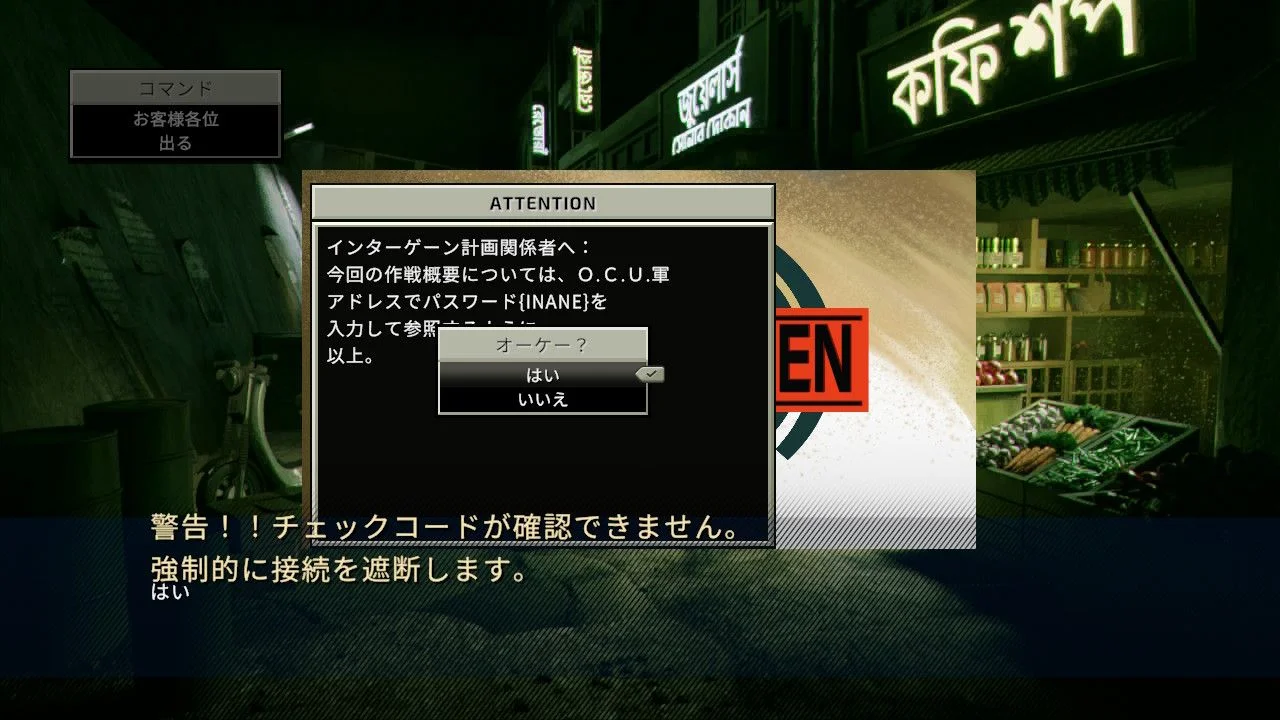 コマンド
お客様各位
出る
রেস্তোরাঁ
জুয়েলার্স
সোনার দোকান
কফি শপ
ATTENTION
インターゲーン計画関係者へ：
今回の作戦概要については、O.C.U.軍
アドレスでパスワード{INANE}を
入力して参照するように
以上。
オーケー？
はい
いいえ
EN
警告！！チェックコードが確認できません。
強制的に接続を遮断します。
はい